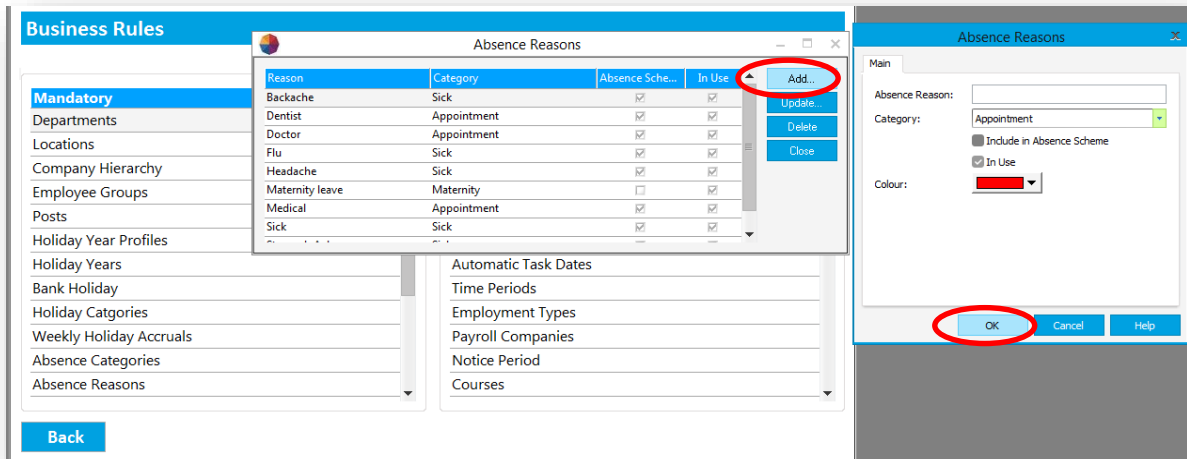 Business Rules
Mandatory
Departments
Locations
Company Hierarchy
Employee Groups
Posts
Holiday Year Profiles
Holiday Years
Bank Holiday
Holiday Catgories
Weekly Holiday Accruals
Absence Categories
Absence Reasons
Automatic Task Dates
Time Periods
Employment Types
Payroll Companies
Notice Period
Courses
Back
Absence Reasons
Reason Category Absence Sche... In Use
Backache Sick
Dentist Appointment
Doctor Appointment
Flu Sick
Headache Sick
Maternity leave Maternity
Medical Appointment
Sick Sick
Add...
Update...
Delete
Close
Absence Reasons
Main
Absence Reason:
Category: Appointment
Include in Absence Scheme
In Use
Colour:
OK Cancel Help